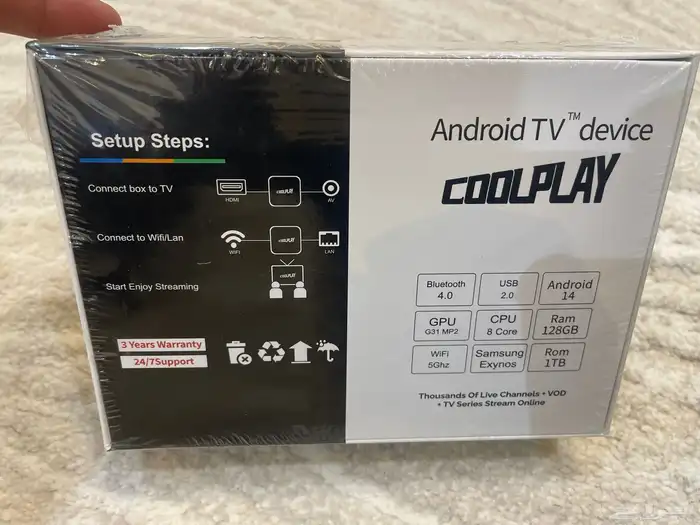 Setup Steps:
Connect box to TV
HDMI
COOLPLAY
AV
Connect to Wifi/Lan
WIFI
COOLPLAY
LAN
Start Enjoy Streaming
COOLPLAY
3 Years Warranty
24/7Support
Android TV™ device
COOLPLAY
Bluetooth
4.0
USB
2.0
Android
14
GPU
G31 MP2
CPU
8 Core
Ram
128GB
WiFi
5Ghz
Samsung
Exynos
Rom
1TB
Thousands Of Live Channels + VOD
+ TV Series Stream Online